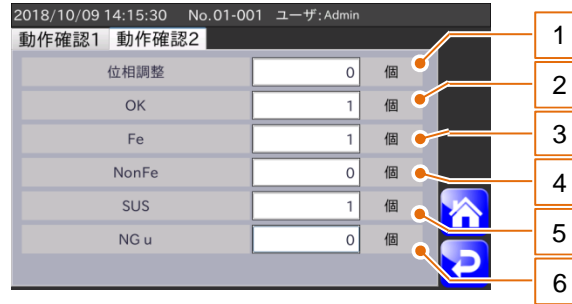 2018/10/09 14:15:30 No.01-001 ユーザ:Admin
動作確認1 動作確認2
位相調整 0 個 1
OK 1 個 2
Fe 1 個 3
NonFe 0 個 4
SUS 1 個 5
NG u 0 個 6